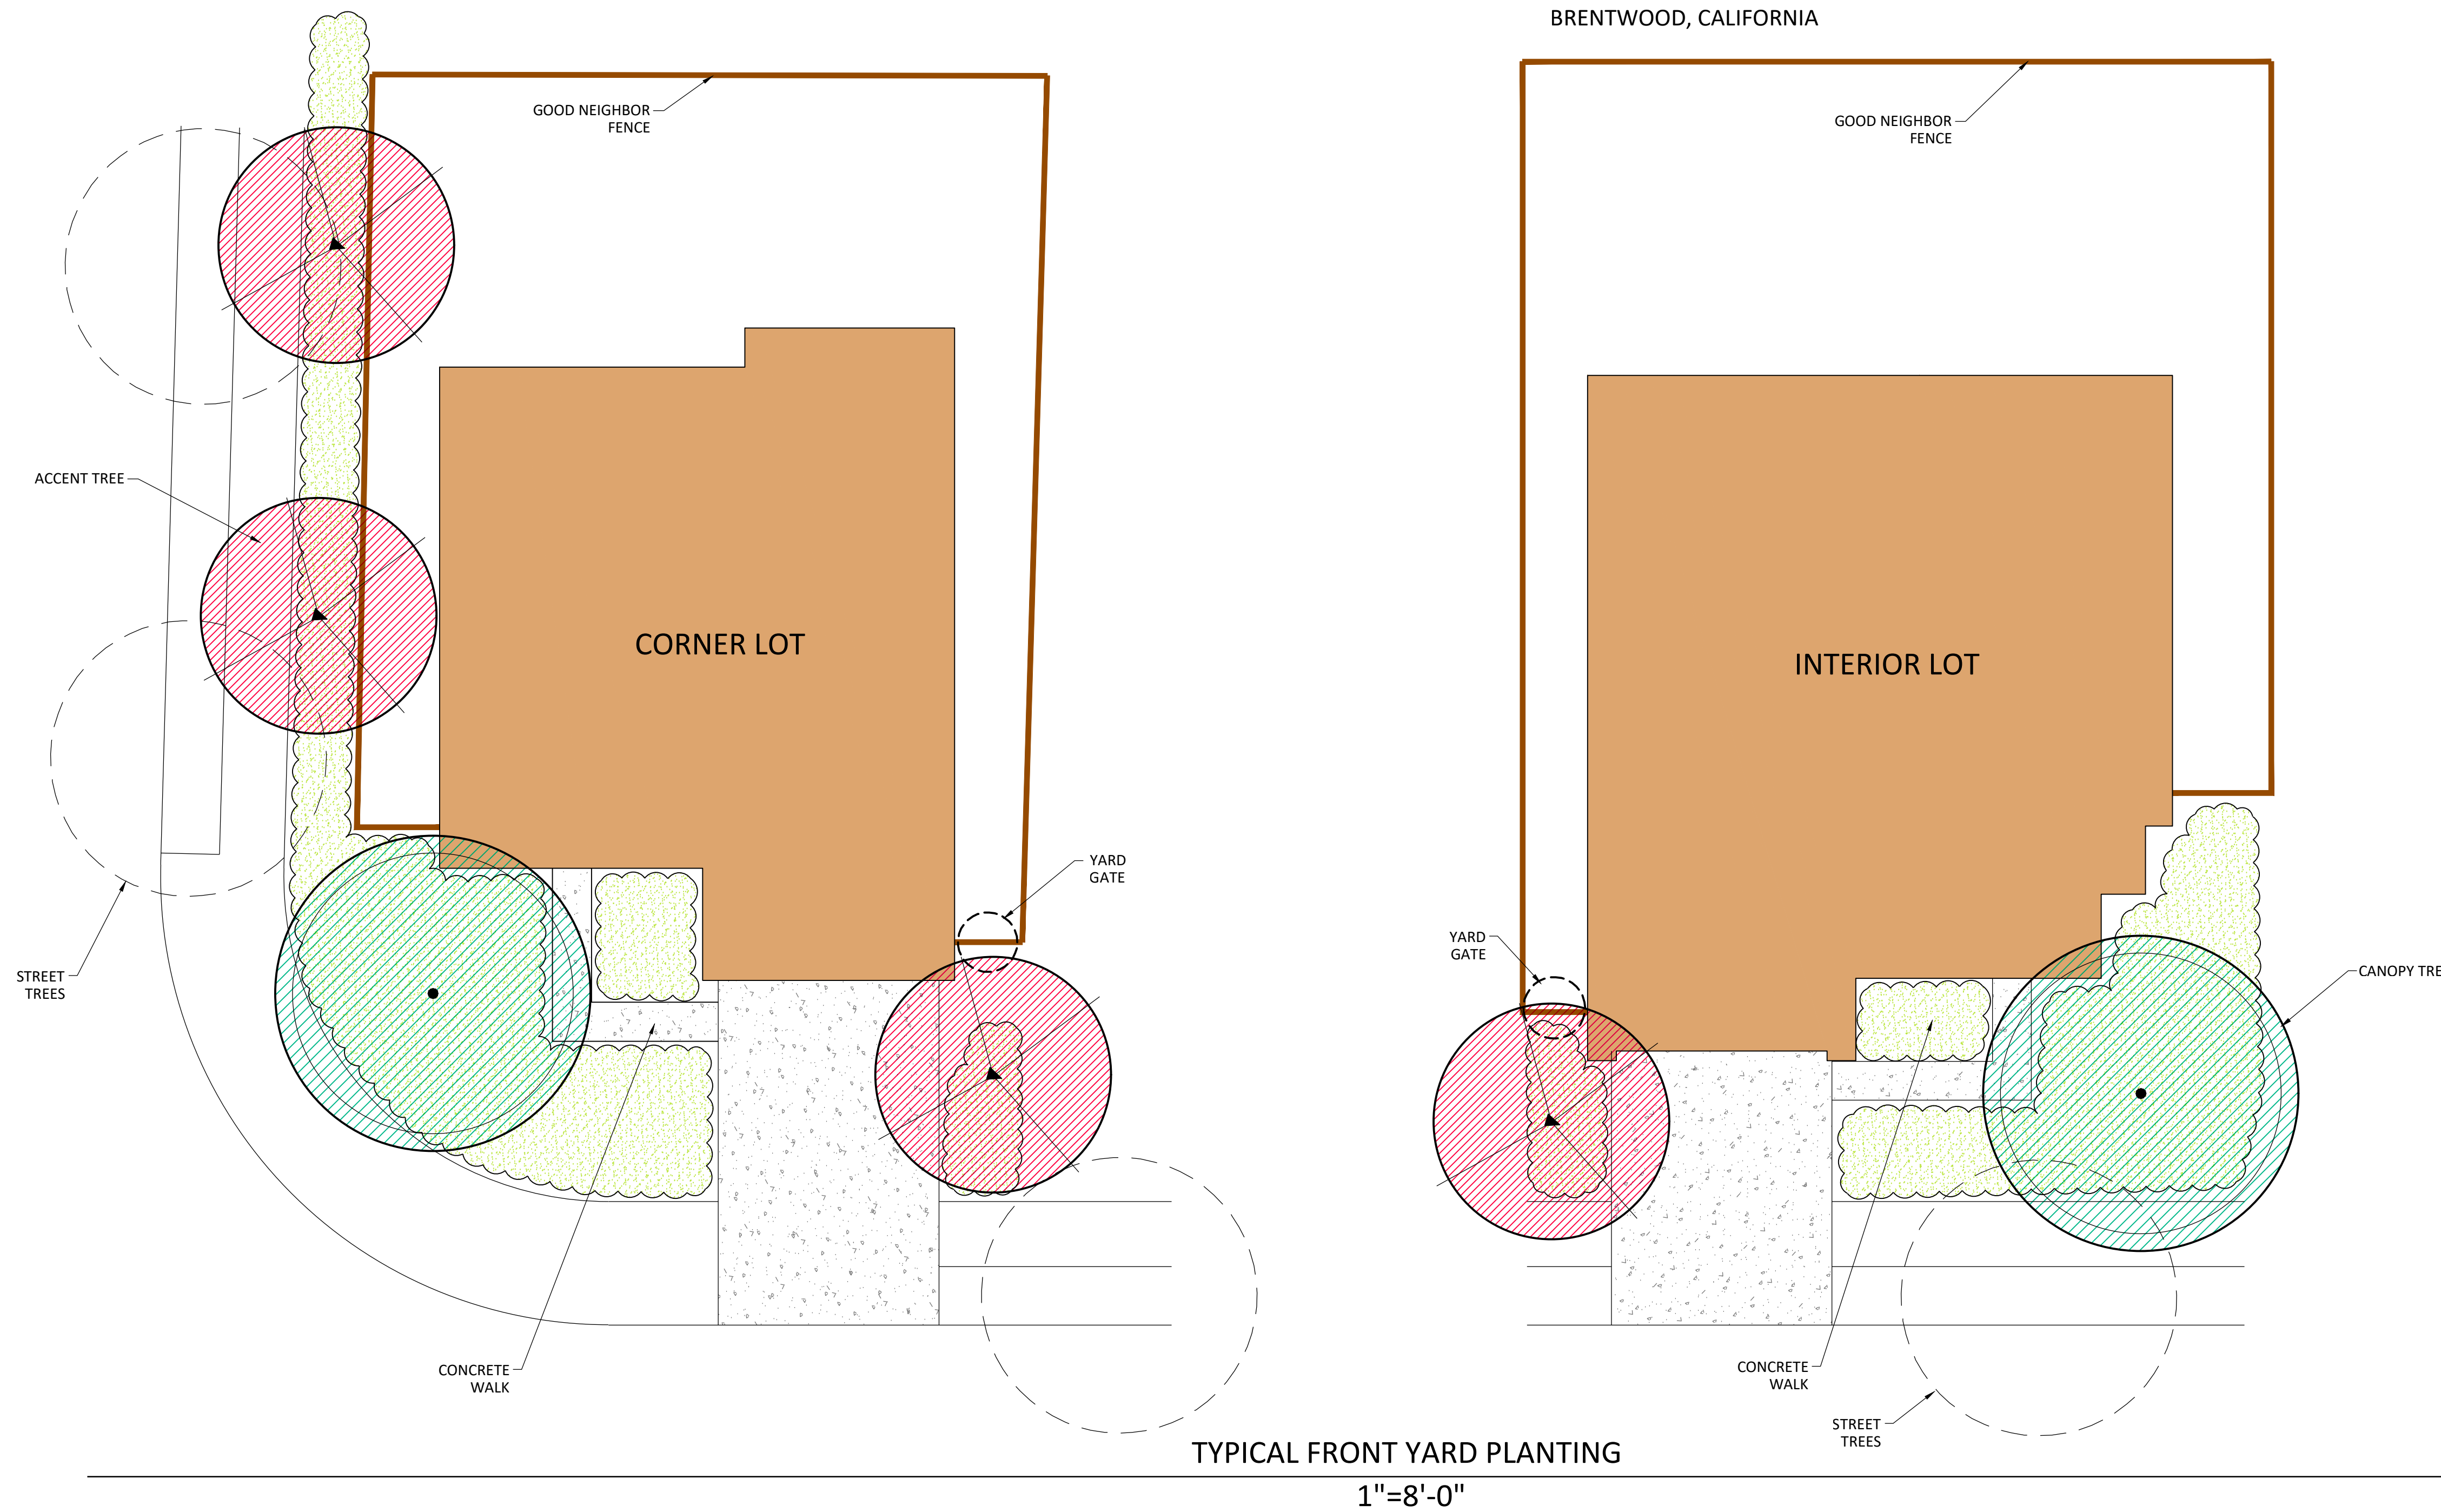 BRENTWOOD, CALIFORNIA
GOOD NEIGHBOR
FENCE
GOOD NEIGHBOR
FENCE
ACCENT TREE
CORNER LOT
INTERIOR LOT
YARD
GATE
YARD
GATE
STREET
TREES
CANOPY TRE
CONCRETE
WALK
CONCRETE
WALK
STREET
TREES
TYPICAL FRONT YARD PLANTING
1"=8'-0"